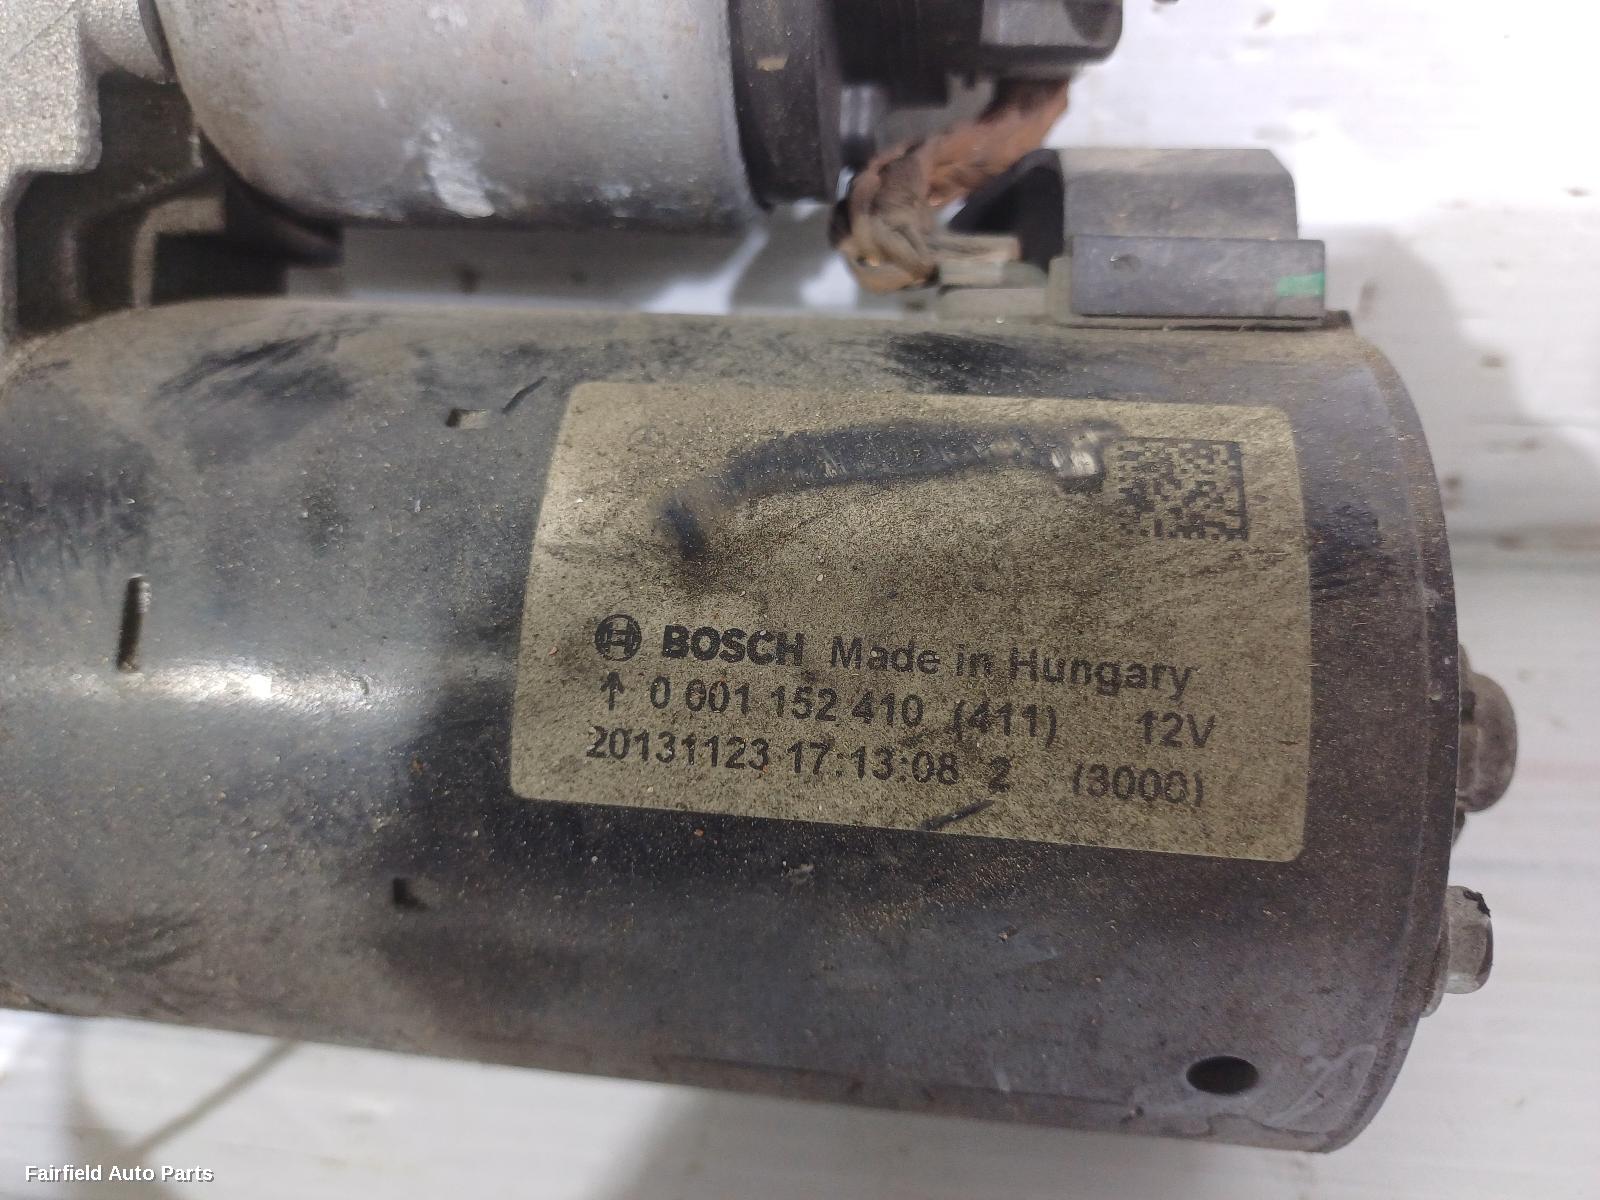 BOSCH Made in Hungary
↑ 0 001 152 410 (411) 12V
20131123 17:13:08 2 (3000)
Fairfield Auto Parts